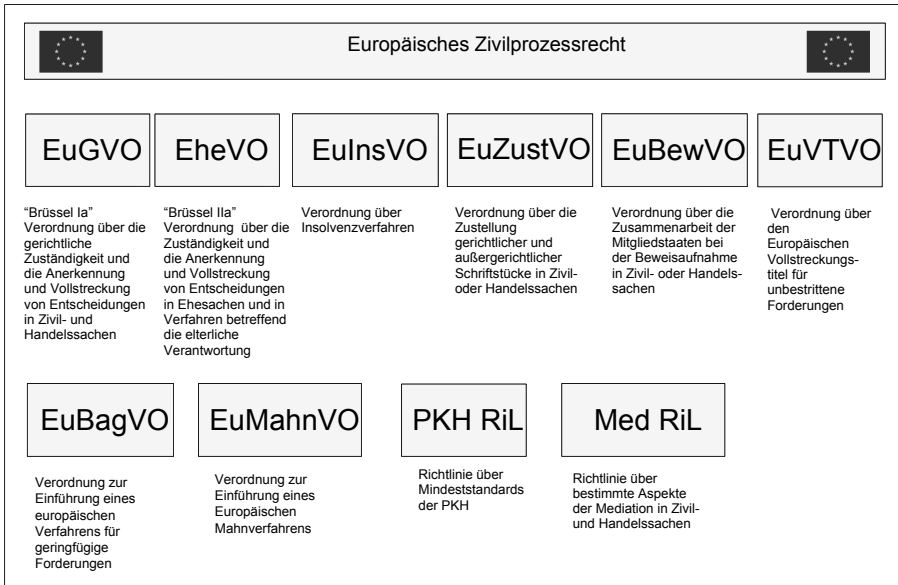 Europäisches Zivilprozessrecht
EuGVO
EheVO
EuInsVO
EuZustVO
EuBewVO
EuVTVO
“Brüssel Ia”
Verordnung über die
gerichtliche
Zuständigkeit und
die Anerkennung
und Vollstreckung
von Entscheidungen
in Zivil- und
Handelssachen
“Brüssel IIa”
Verordnung über die
Zuständigkeit und
die Anerkennung
und Vollstreckung
von Entscheidungen
in Ehesachen und in
Verfahren betreffend
die elterliche
Verantwortung
Verordnung über
Insolvenzverfahren
Verordnung über die
Zustellung
gerichtlicher und
außergerichtlicher
Schriftstücke in Zivil-
oder Handelssachen
Verordnung über die
Zusammenarbeit der
Mitgliedstaaten bei
der Beweisaufnahme
in Zivil- oder Handels-
sachen
Verordnung über
den
Europäischen
Vollstreckungs-
titel für
unbestrittene
Forderungen
EuBagVO
EuMahnVO
PKH RiL
Med RiL
Verordnung zur
Einführung eines
europäischen
Verfahrens für
geringfügige
Forderungen
Verordnung zur
Einführung eines
Europäischen
Mahnverfahrens
Richtlinie über
Mindeststandards
der PKH
Richtlinie über
bestimmte Aspekte
der Mediation in Zivil-
und Handelssachen